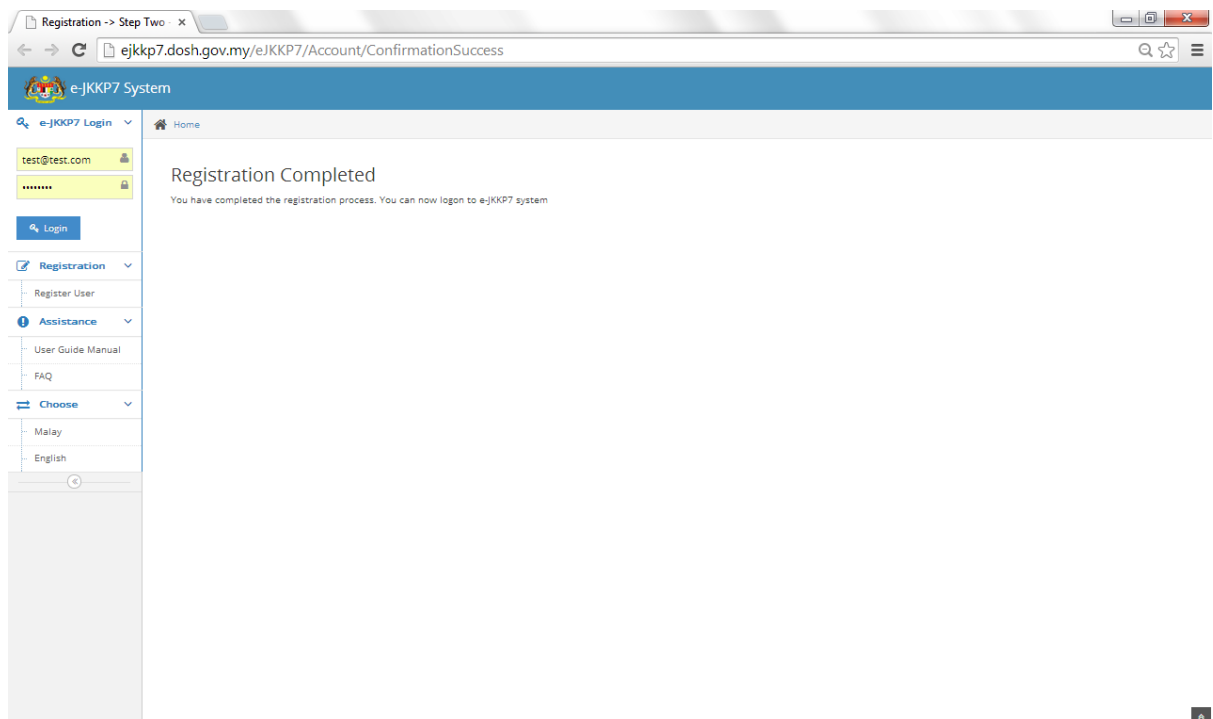 Registration -> Step Two -
ejkkp7.dosh.gov.my/eJKKP7/Account/ConfirmationSuccess
e-JKKP7 System
e-JKKP7 Login
Home
test@test.com
••••••••
Login
Registration Completed
You have completed the registration process. You can now logon to e-JKKP7 system
Registration
Register User
Assistance
User Guide Manual
FAQ
Choose
Malay
English